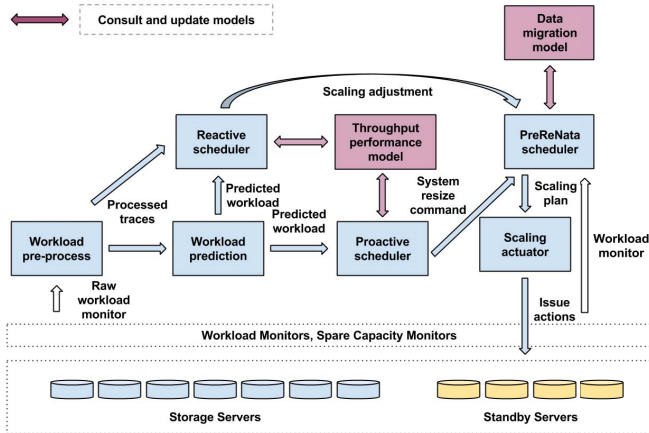 Consult and update models
Data
migration
model
Scaling adjustment
Reactive
scheduler
Throughput
performance
model
PreReNata
scheduler
Processed
traces
Predicted
workload
Predicted
workload
System
resize
command
Scaling
plan
Workload
pre-process
Workload
prediction
Proactive
scheduler
Scaling
actuator
Workload
monitor
Raw
workload
monitor
Issue
actions
Workload Monitors, Spare Capacity Monitors
Storage Servers
Standby Servers